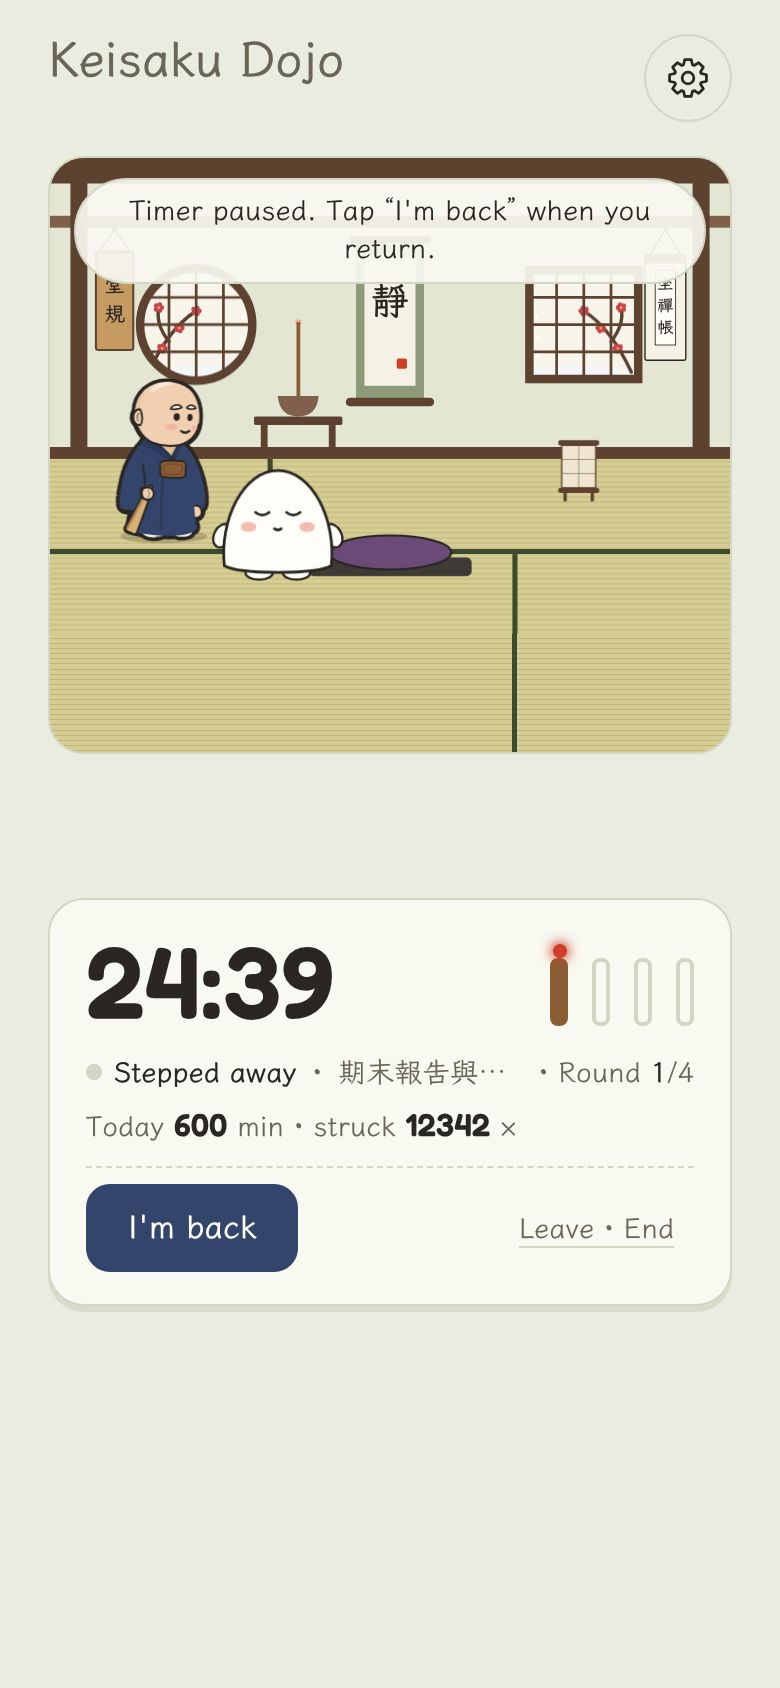 Keisaku Dojo
Timer paused. Tap “I'm back” when you
return.
規
靜
禪
帳
24:39
Stepped away · 期末報告與… · Round 1/4
Today 600 min · struck 12342 ×
I'm back
Leave · End